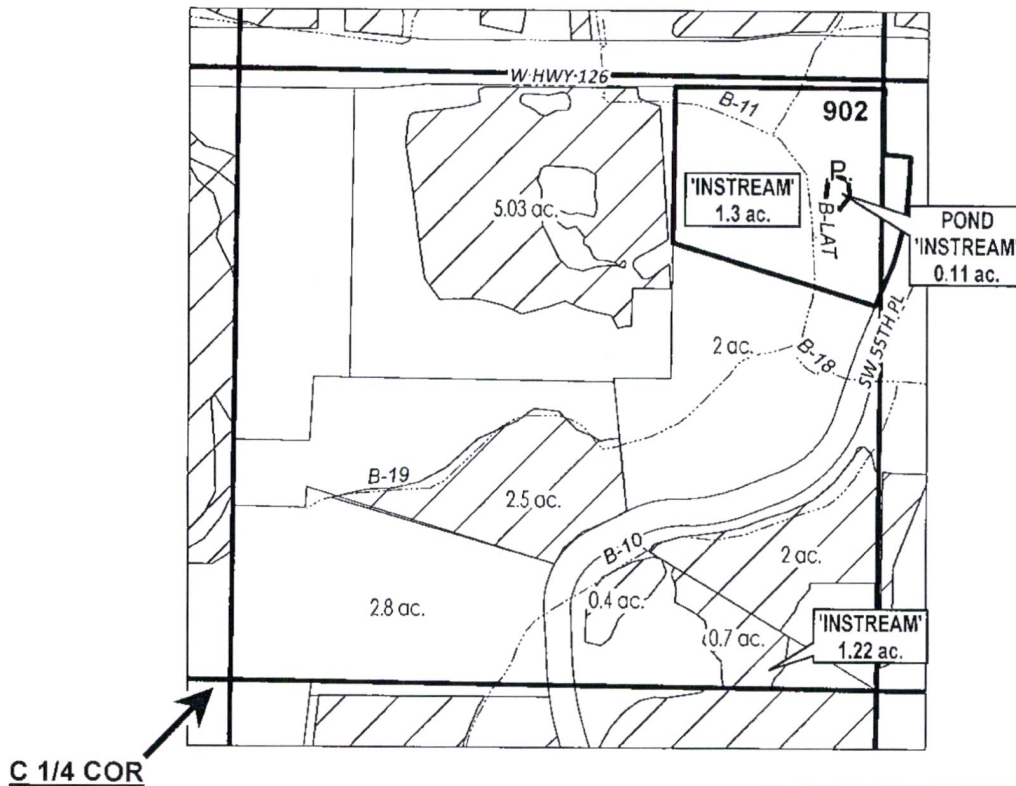 W HWY 126
B-11
902
P
'INSTREAM'
1.3 ac.
5.03 ac.
B-LAT
POND
'INSTREAM'
0.11 ac.
SW 55TH PL
2 ac.
B-18
B-19
2.5 ac.
B-10
2 ac.
0.4 ac.
2.8 ac.
0.7 ac.
'INSTREAM'
1.22 ac.
C 1/4 COR